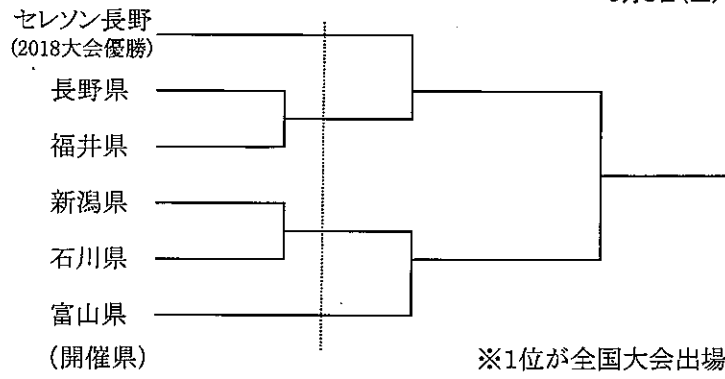 セレソン長野
(2018大会優勝)
長野県
福井県
新潟県
石川県
富山県
(開催県)
※1位が全国大会出場